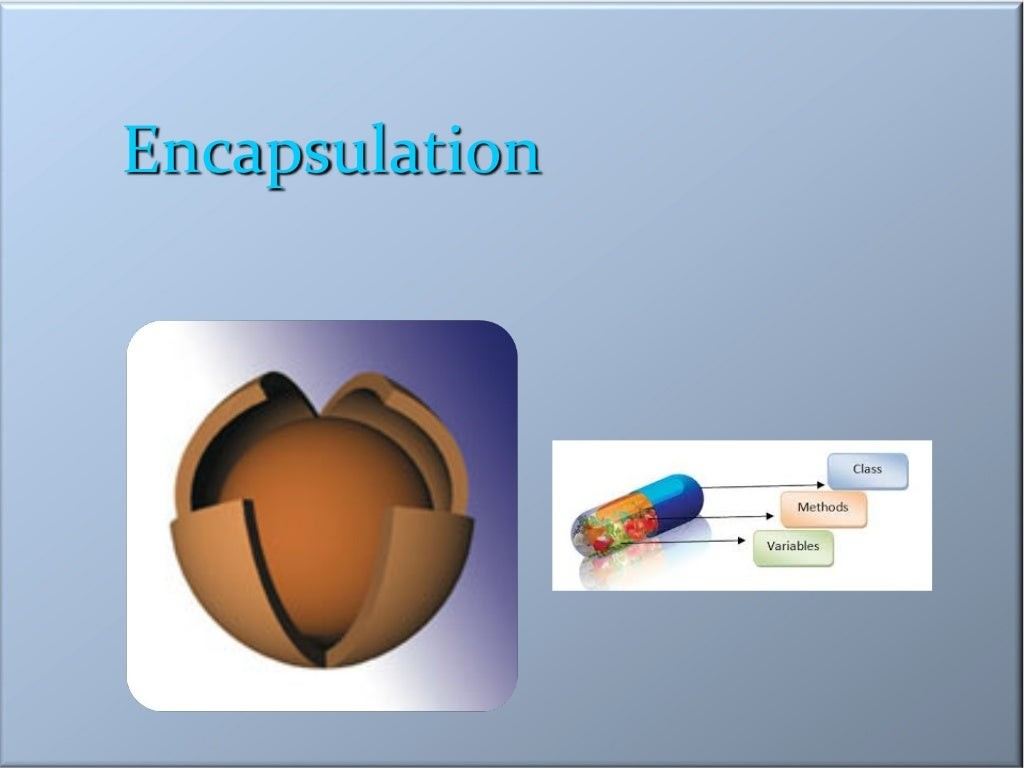 Encapsulation
Class
Methods
Variables